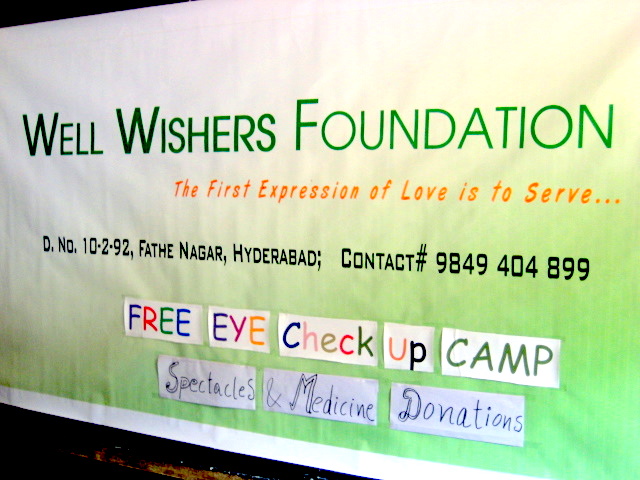 WELL WISHERS FOUNDATION
The First Expression of Love is to Serve...
D. NO. 10-2-92, FATHE NAGAR, HYDERABAD; CONTACT# 9849 404 899
FREE EYE Check Up CAMP
Spectacles & Medicine Donations